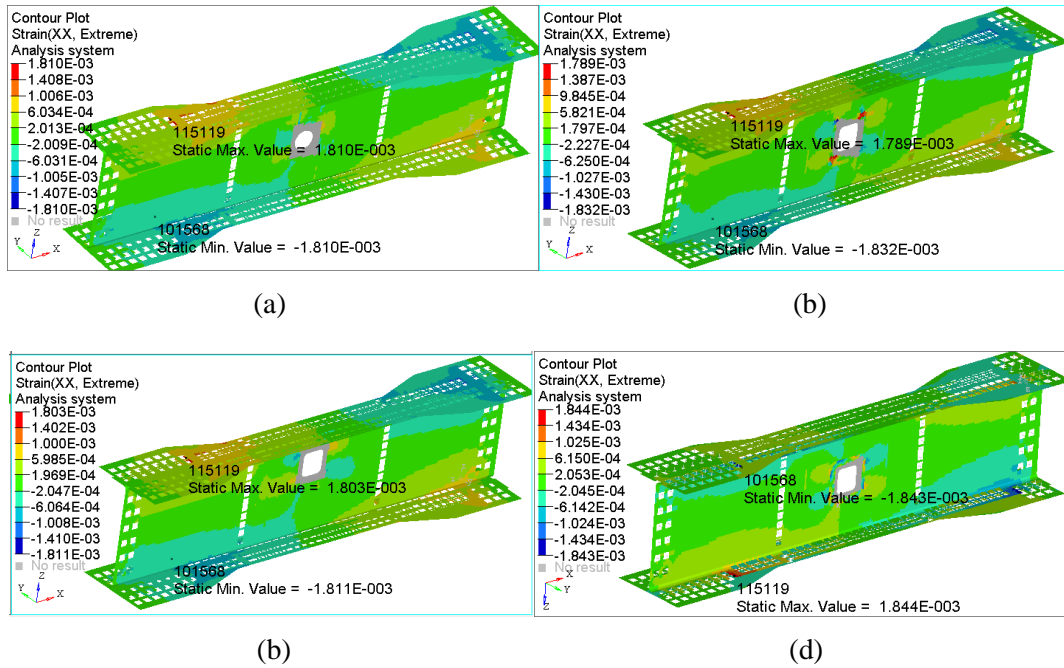 Contour Plot
Strain(XX, Extreme)
Analysis system
1.810E-03
1.408E-03
1.006E-03
6.034E-04
2.013E-04
-2.009E-04
-6.031E-04
-1.005E-03
-1.407E-03
-1.810E-03
No result
115119
Static Max. Value = 1.810E-003
101568
Static Min. Value = -1.810E-003
Z
Y
X
(a)
Contour Plot
Strain(XX, Extreme)
Analysis system
1.789E-03
1.387E-03
9.845E-04
5.821E-04
1.797E-04
-2.227E-04
-6.250E-04
-1.027E-03
-1.430E-03
-1.832E-03
No result
115119
Static Max. Value = 1.789E-003
101568
Static Min. Value = -1.832E-003
Z
Y
X
(b)
Contour Plot
Strain(XX, Extreme)
Analysis system
1.803E-03
1.402E-03
1.000E-03
5.985E-04
1.969E-04
-2.047E-04
-6.064E-04
-1.008E-03
-1.410E-03
-1.811E-03
No result
115119
Static Max. Value = 1.803E-003
101568
Static Min. Value = -1.811E-003
Z
Y
X
(b)
Contour Plot
Strain(XX, Extreme)
Analysis system
1.844E-03
1.434E-03
1.025E-03
6.150E-04
2.053E-04
-2.045E-04
-6.142E-04
-1.024E-03
-1.434E-03
-1.843E-03
No result
101568
Static Min. Value = -1.843E-003
115119
Static Max. Value = 1.844E-003
X
Y
Z
(d)